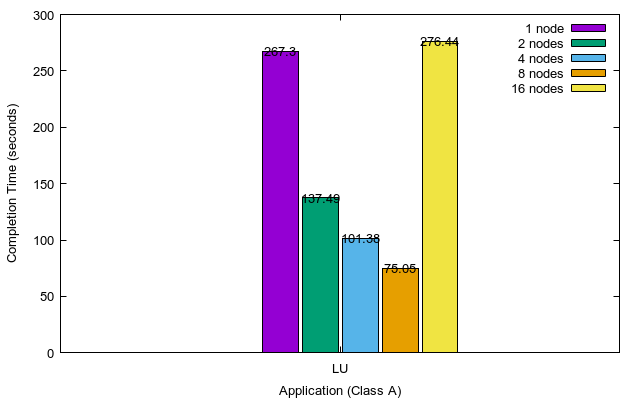 300
250
200
150
100
50
0
Completion Time (seconds)
1 node
2 nodes
4 nodes
8 nodes
16 nodes
267.3
137.49
101.38
75.05
276.44
LU
Application (Class A)